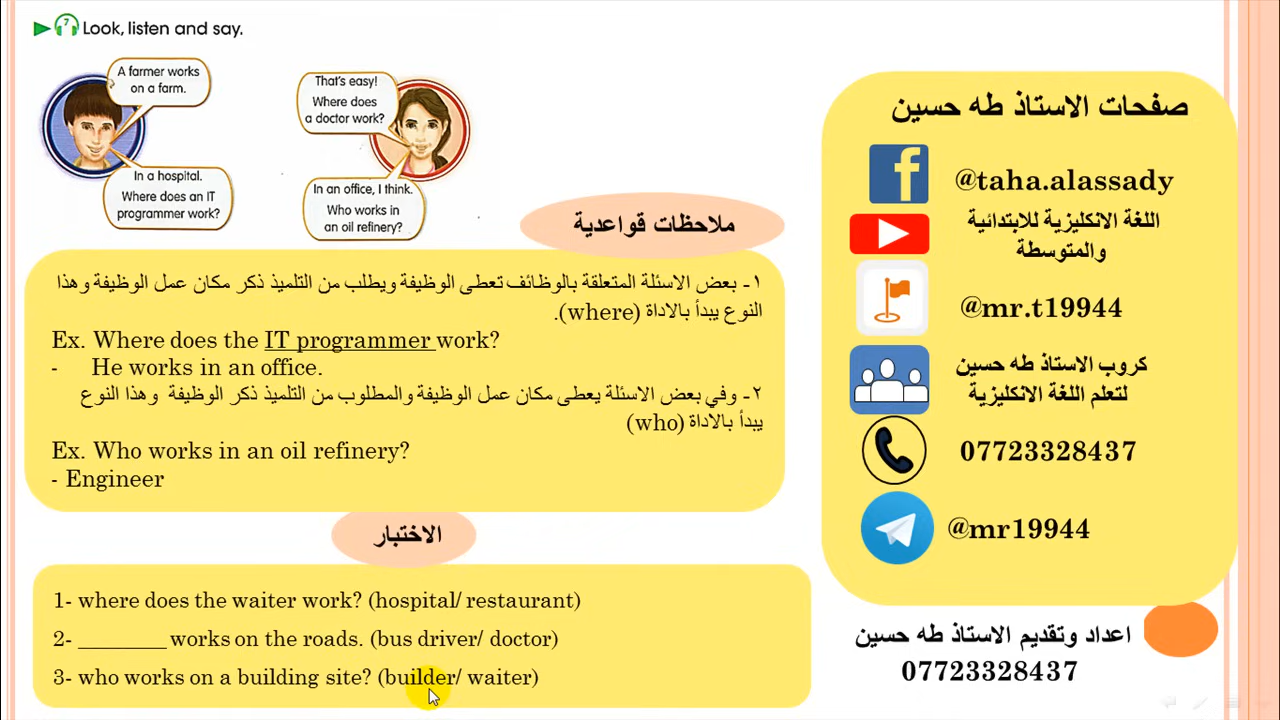 7 Look, listen and say.
A farmer works
on a farm.
In a hospital.
Where does an IT
programmer work?
That's easy!
Where does
a doctor work?
In an office, I think.
Who works in
an oil refinery?
ملاحظات قواعدية
١- بعض الاسئلة المتعلقة بالوظائف تعطى الوظيفة ويطلب من التلميذ ذكر مكان عمل الوظيفة وهذا
النوع يبدأ بالاداة (where).
Ex. Where does the IT programmer work?
- He works in an office.
٢- وفي بعض الاسئلة يعطى مكان عمل الوظيفة والمطلوب من التلميذ ذكر الوظيفة وهذا النوع
يبدأ بالاداة (who)
Ex. Who works in an oil refinery?
- Engineer
الاختبار
1- where does the waiter work? (hospital/ restaurant)
2- ________ works on the roads. (bus driver/ doctor)
3- who works on a building site? (builder/ waiter)
صفحات الاستاذ طه حسين
@taha.alassady
اللغة الانكليزية للابتدائية
والمتوسطة
@mr.t19944
كروب الاستاذ طه حسين
لتعلم اللغة الانكليزية
07723328437
@mr19944
اعداد وتقديم الاستاذ طه حسين
07723328437